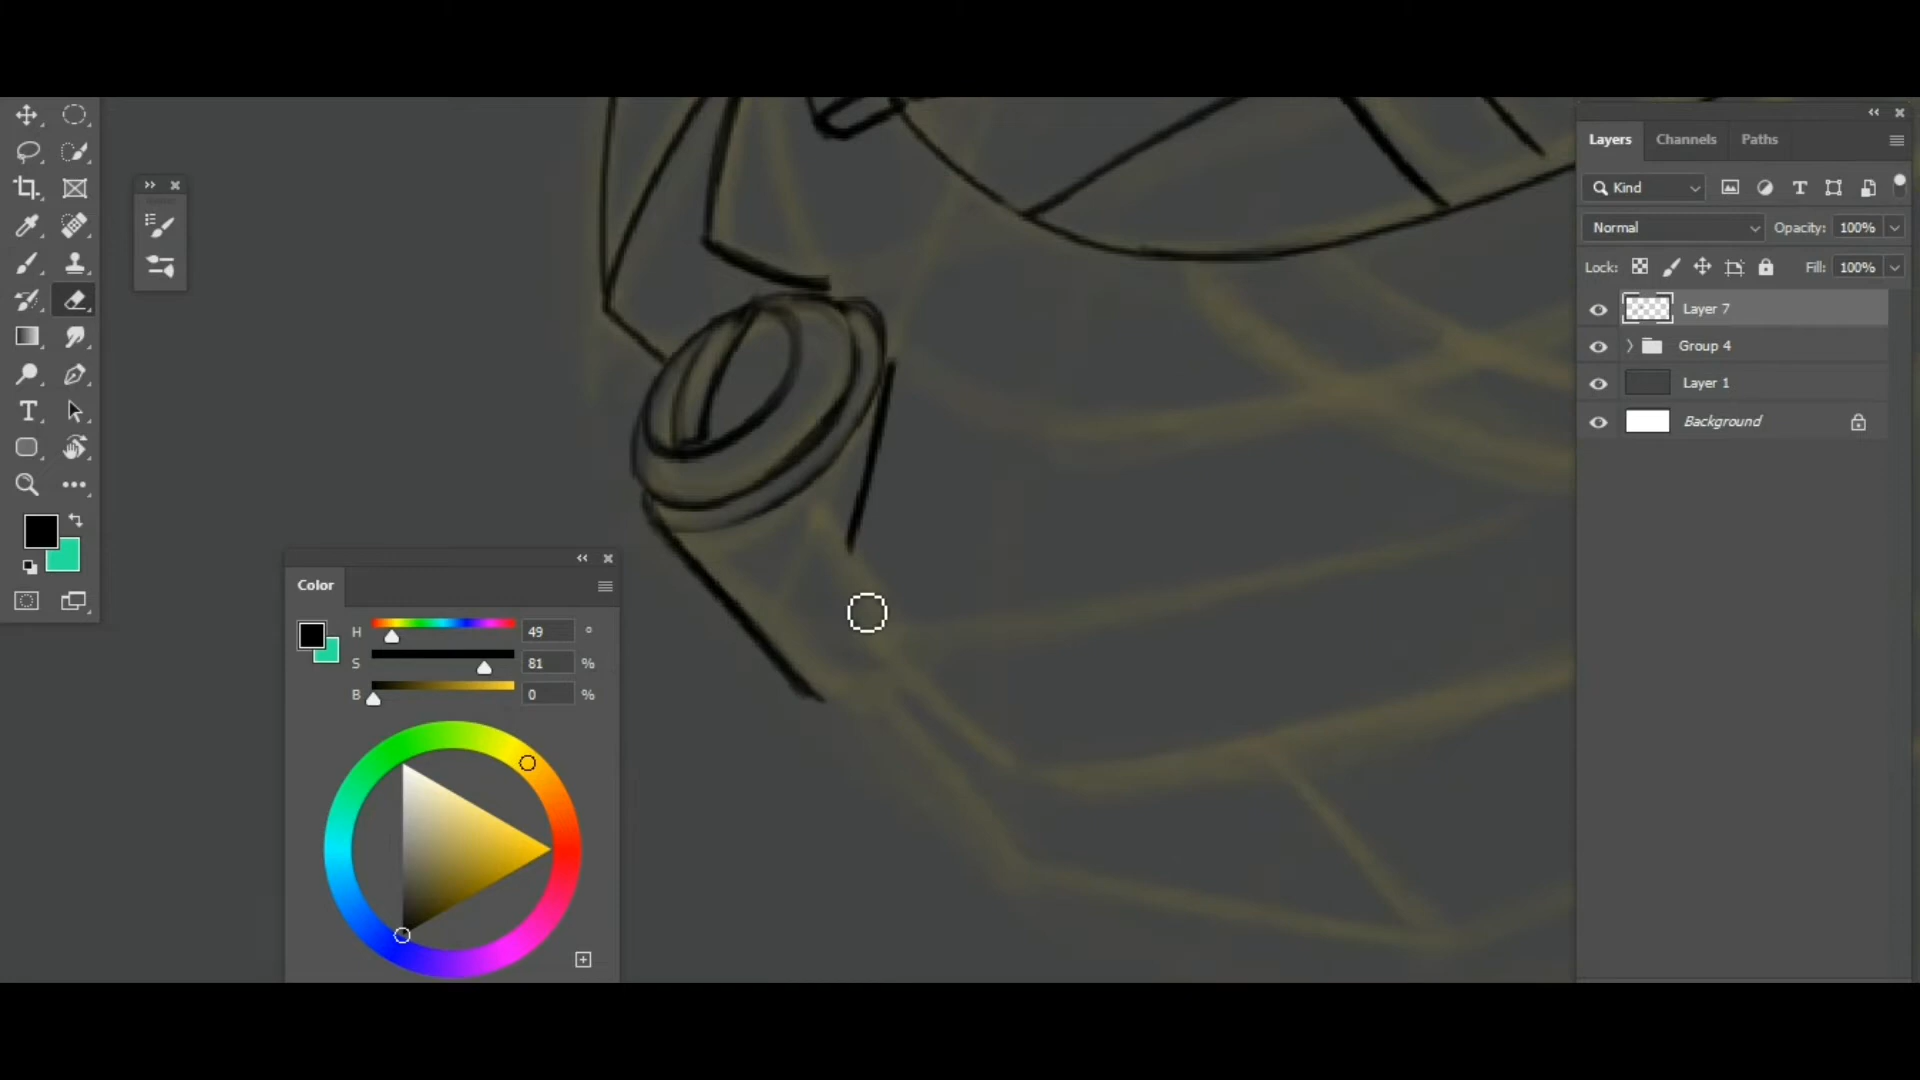 Layers Channels Paths
Kind
Normal Opacity: 100%
Lock: Fill: 100%
Layer 7
Group 4
Layer 1
Background
Color
H 49 °
S 81 %
B 0 %